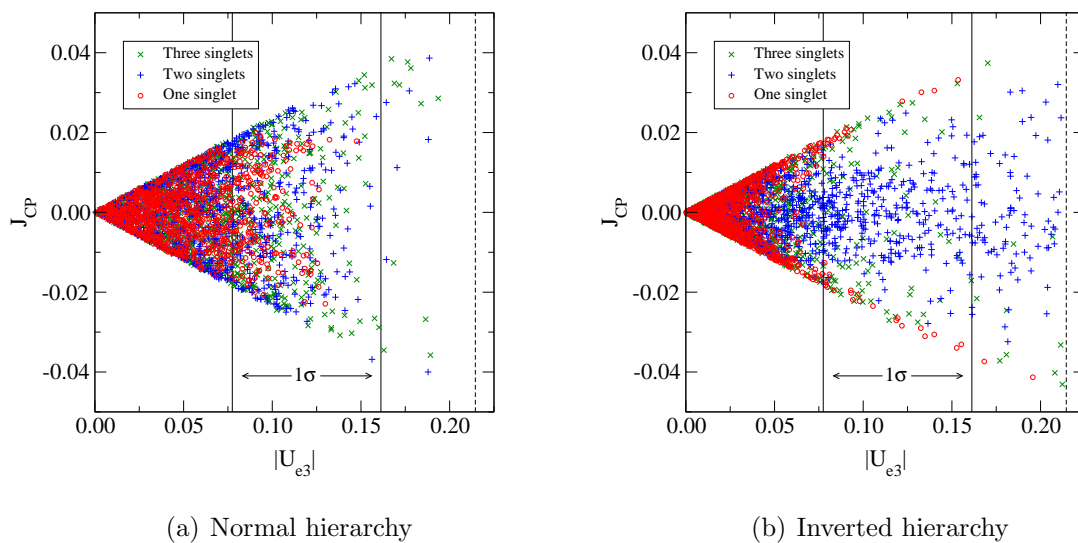 0.04
0.02
0.00
-0.02
-0.04
J_CP
Three singlets
Two singlets
One singlet
1σ
0.00 0.05 0.10 0.15 0.20
|U_e3|
(a) Normal hierarchy
0.04
0.02
0.00
-0.02
-0.04
J_CP
Three singlets
Two singlets
One singlet
1σ
0.00 0.05 0.10 0.15 0.20
|U_e3|
(b) Inverted hierarchy